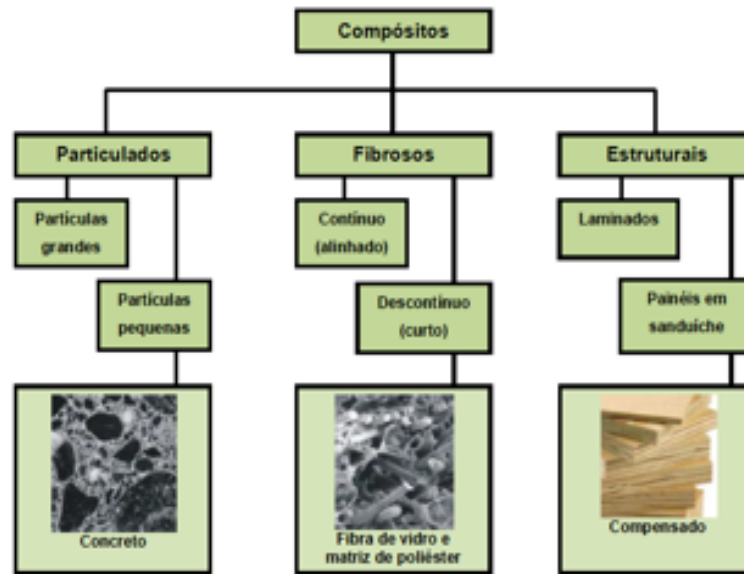 Compósitos
Particulados
Fibrosos
Estruturais
Partículas
grandes
Contínuo
(alinhado)
Laminados
Partículas
pequenas
Descontínuo
(curto)
Painéis em
sanduíche
Concreto
Fibra de vidro e
matriz de poliéster
Compensado